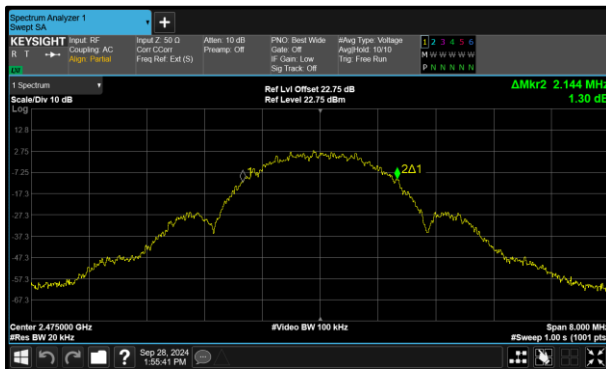 Spectrum Analyzer 1
Swept SA
+
KEYSIGHT Input: RF Input Z: 50 Ω Atten: 10 dB PNO: Best Wide #Avg Type: Voltage 1 2 3 4 5 6
R T Coupling: AC Corr CCorr Preamp: Off Gate: Off Avg|Hold: 10/10 M W W W W W
Align: Partial Freq Ref: Ext (S) IF Gain: Low Trig: Free Run P N N N N N
Sig Track: Off
1 Spectrum Ref Lvl Offset 22.75 dB ΔMkr2 2.144 MHz
Scale/Div 10 dB Ref Level 22.75 dBm 1.30 dB
Log
12.8
2.75
-7.25 1 2Δ1
-17.3
-27.3
-37.3
-47.3
-57.3
-67.3
Center 2.475000 GHz #Video BW 100 kHz Span 8.000 MHz
#Res BW 20 kHz #Sweep 1.00 s (1001 pts)
? Sep 28, 2024
1:55:41 PM